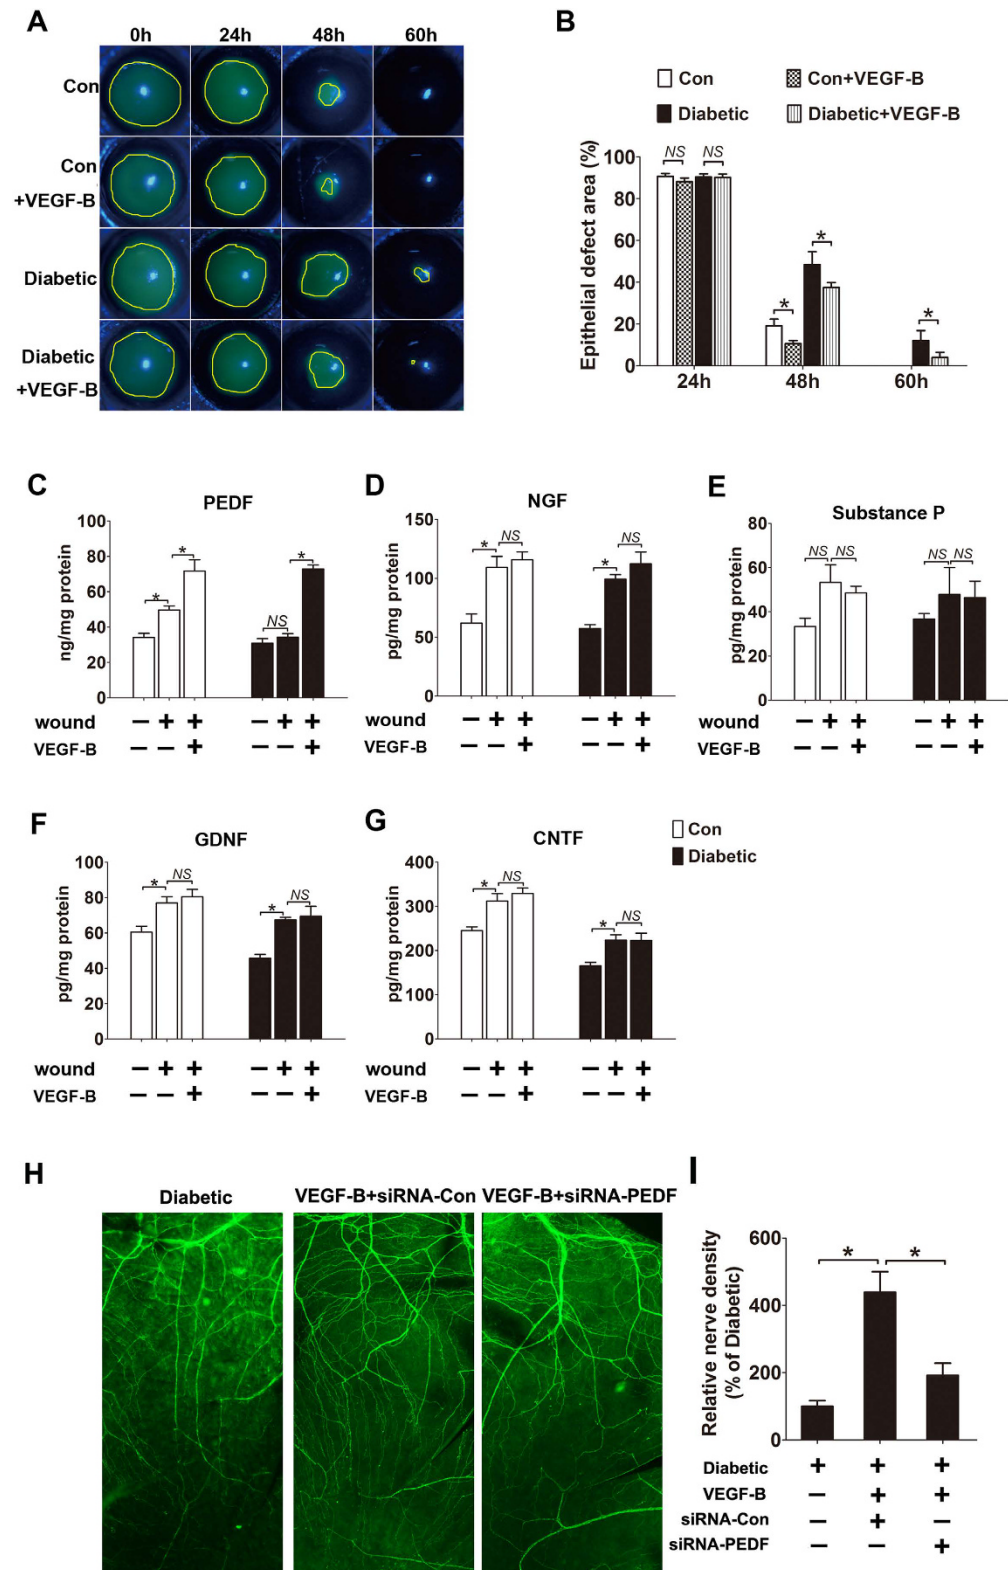 A
0h 24h 48h 60h
Con
Con
+VEGF-B
Diabetic
Diabetic
+VEGF-B
B
Con Con+VEGF-B
Diabetic Diabetic+VEGF-B
Epithelial defect area (%)
100
80
60
40
20
0
NS NS
* *
*
24h 48h 60h
C
PEDF
ng/mg protein
100
80
60
40
20
0
* * NS *
wound − + + − + +
VEGF-B − − + − − +
D
NGF
pg/mg protein
150
100
50
0
* NS * NS
wound − + + − + +
VEGF-B − − + − − +
E
Substance P
pg/mg protein
80
60
40
20
0
NS NS NS NS
wound − + + − + +
VEGF-B − − + − − +
F
GDNF
pg/mg protein
100
80
60
40
20
0
* NS * NS
wound − + + − + +
VEGF-B − − + − − +
G
CNTF
pg/mg protein
400
300
200
100
0
* NS * NS
wound − + + − + +
VEGF-B − − + − − +
Con
Diabetic
H
Diabetic VEGF-B+siRNA-Con VEGF-B+siRNA-PEDF
I
Relative nerve density
(% of Diabetic)
600
400
200
0
* *
Diabetic + + +
VEGF-B − + +
siRNA-Con − + −
siRNA-PEDF − − +